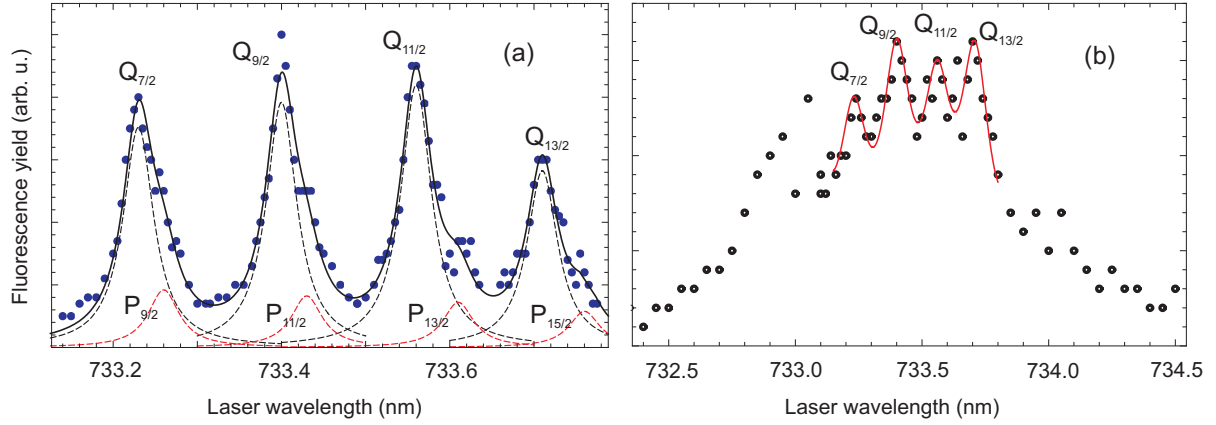 Fluorescence yield (arb. u.)
(a)
Q7/2
Q9/2
Q11/2
Q13/2
P9/2
P11/2
P13/2
P15/2
733.2
733.4
733.6
Laser wavelength (nm)
(b)
Q7/2
Q9/2
Q11/2
Q13/2
732.5
733.0
733.5
734.0
734.5
Laser wavelength (nm)